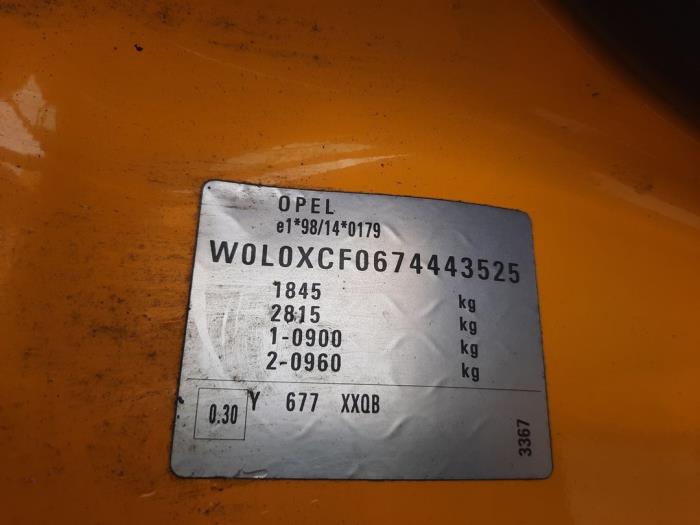 OPEL
e1*98/14*0179
W0L0XCF0674443525
1845 kg
2815 kg
1-0900 kg
2-0960 kg
0.30 Y 677 XXQB
3367